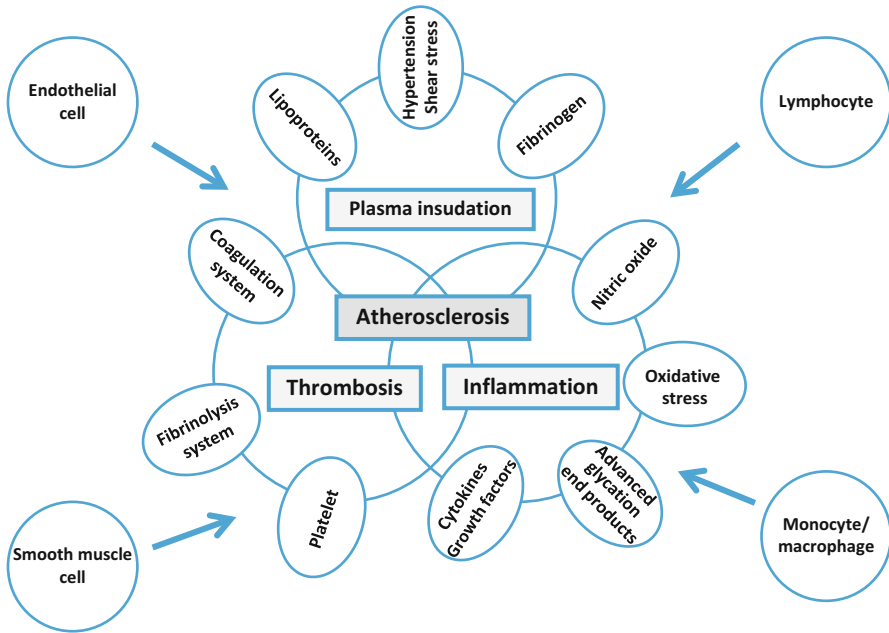 Hypertension
Shear stress
Endothelial
cell
Lipoproteins
Fibrinogen
Lymphocyte
Plasma insudation
Coagulation
system
Nitric oxide
Atherosclerosis
Thrombosis
Inflammation
Oxidative
stress
Fibrinolysis
system
Platelet
Cytokines
Growth factors
Advanced
glycation
end products
Smooth muscle
cell
Monocyte/
macrophage